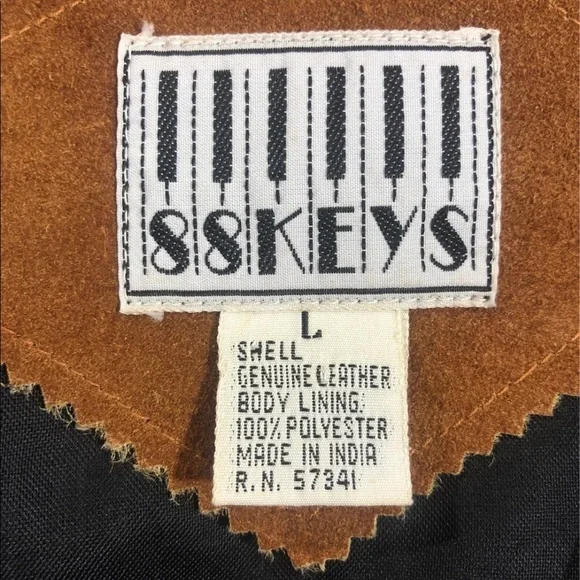 88KEYS
L
SHELL
GENUINE LEATHER
BODY LINING:
100% POLYESTER
MADE IN INDIA
R.N. 57341